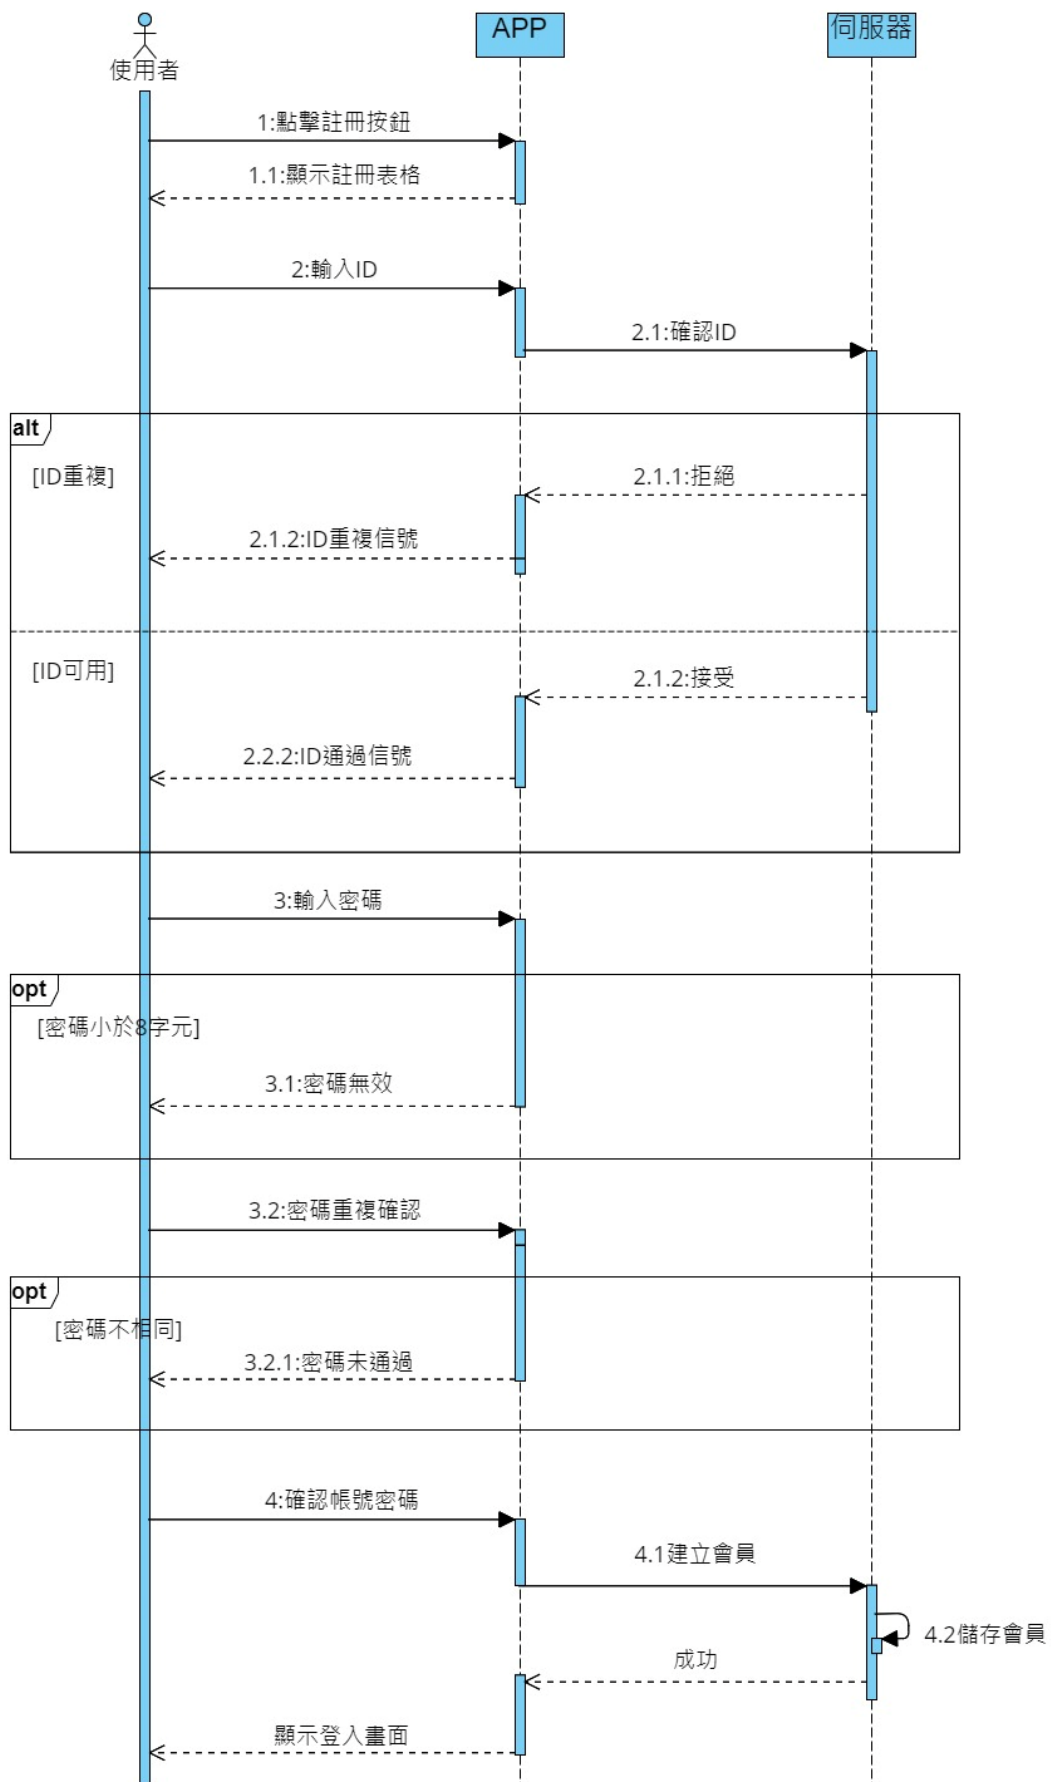 使用者
APP
伺服器
1:點擊註冊按鈕
1.1:顯示註冊表格
2:輸入ID
2.1:確認ID
alt
[ID重複]
2.1.1:拒絕
2.1.2:ID重複信號
[ID可用]
2.1.2:接受
2.2.2:ID通過信號
3:輸入密碼
opt
[密碼小於8字元]
3.1:密碼無效
3.2:密碼重複確認
opt
[密碼不相同]
3.2.1:密碼未通過
4:確認帳號密碼
4.1建立會員
4.2儲存會員
成功
顯示登入畫面